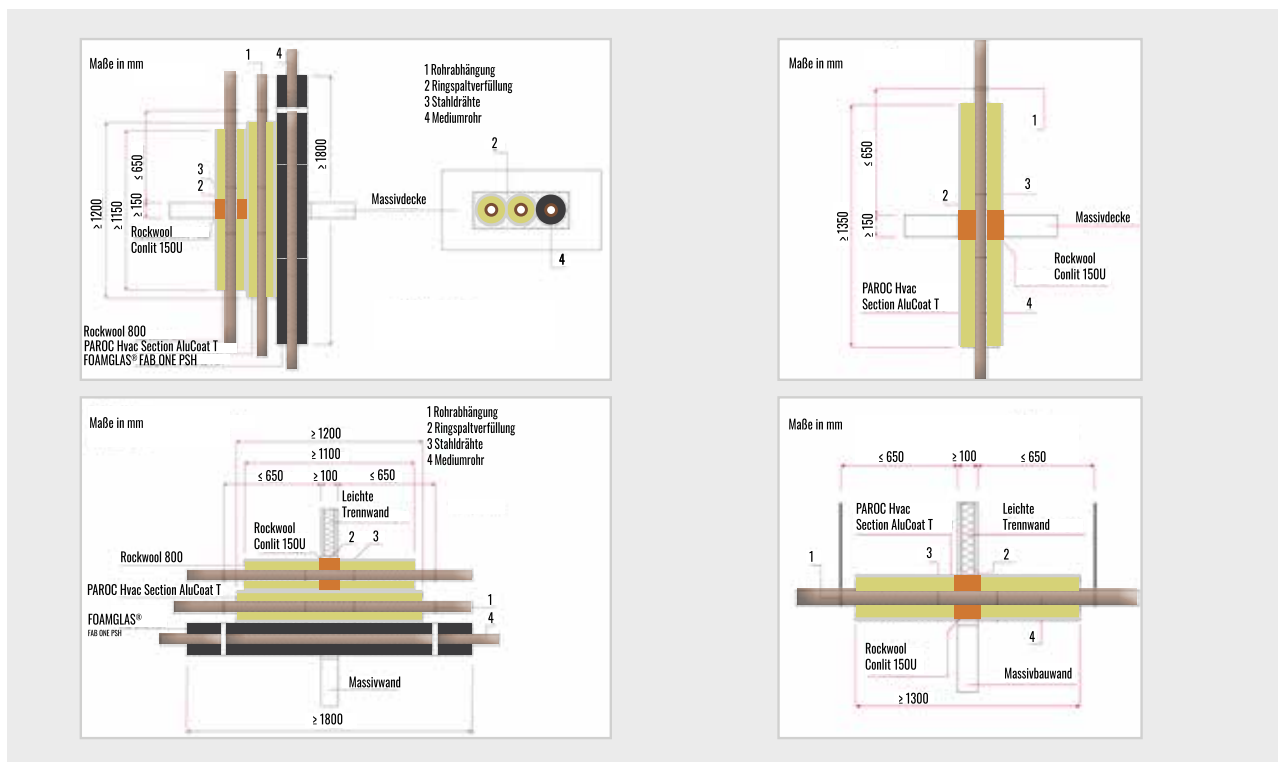 Maße in mm
1
4
1 Rohrabhängung
2 Ringspaltverfüllung
3 Stahldrähte
4 Mediumrohr
≥ 1200
≥ 1150
≤ 650
≥ 150
3
2
≥ 1800
Massivdecke
2
4
Rockwool
Conlit 150U
Rockwool 800
PAROC Hvac Section AluCoat T
FOAMGLAS® FAB ONE PSH
Maße in mm
≥ 1350
≤ 650
≥ 150
1
2
3
Massivdecke
Rockwool
Conlit 150U
PAROC Hvac
Section AluCoat T
4
Maße in mm
1 Rohrabhängung
2 Ringspaltverfüllung
3 Stahldrähte
4 Mediumrohr
≥ 1200
≥ 1100
≤ 650
≥ 100
≤ 650
Leichte
Trennwand
Rockwool
Conlit 150U
2
3
Rockwool 800
PAROC Hvac Section AluCoat T
1
4
FOAMGLAS®
FAB ONE PSH
Massivwand
≥ 1800
Maße in mm
≤ 650
≥ 100
≤ 650
PAROC Hvac
Section AluCoat T
Leichte
Trennwand
1
3
2
4
Rockwool
Conlit 150U
Massivbauwand
≥ 1300